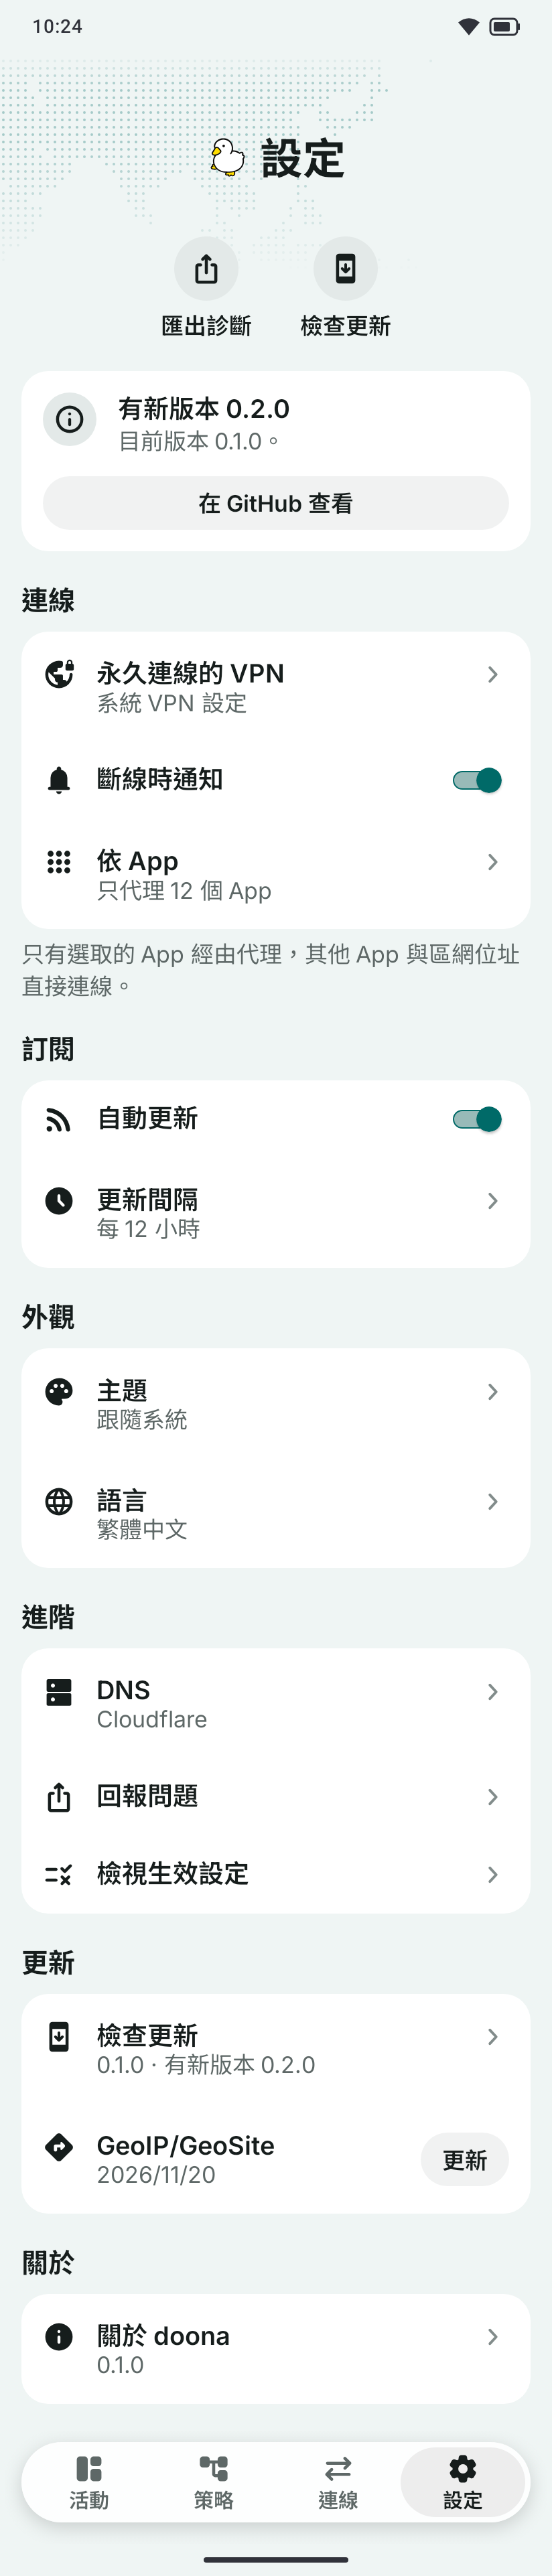 10:24
設定
匯出診斷
檢查更新
有新版本 0.2.0
目前版本 0.1.0。
在 GitHub 查看
連線
永久連線的 VPN
系統 VPN 設定
斷線時通知
依 App
只代理 12 個 App
只有選取的 App 經由代理，其他 App 與區網位址
直接連線。
訂閱
自動更新
更新間隔
每 12 小時
外觀
主題
跟隨系統
語言
繁體中文
進階
DNS
Cloudflare
回報問題
檢視生效設定
更新
檢查更新
0.1.0 · 有新版本 0.2.0
GeoIP/GeoSite
2026/11/20
更新
關於
關於 doona
0.1.0
活動
策略
連線
設定